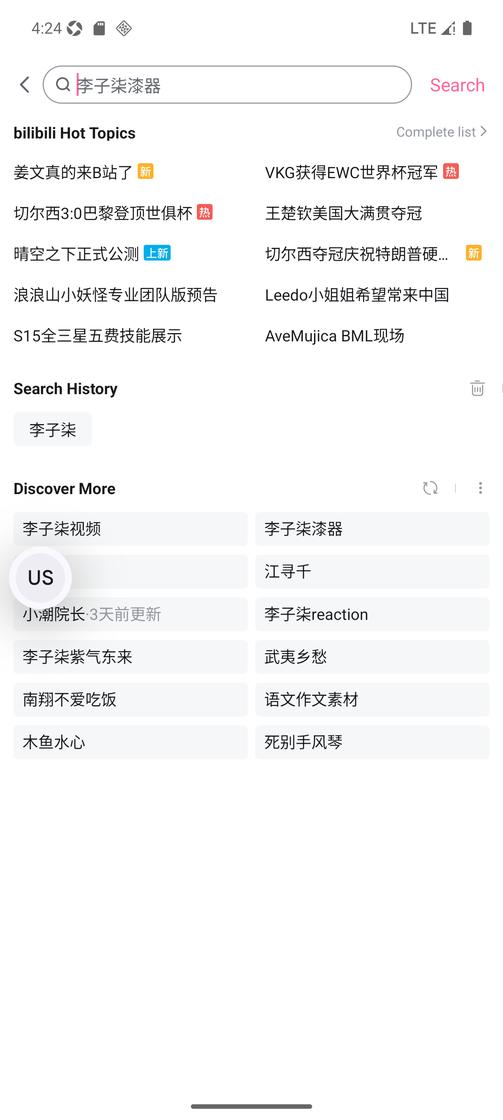 4:24
LTE
李子柒漆器
Search
bilibili Hot Topics
Complete list
姜文真的来B站了 新
VKG获得EWC世界杯冠军 热
切尔西3:0巴黎登顶世俱杯 热
王楚钦美国大满贯夺冠
晴空之下正式公测 上新
切尔西夺冠庆祝特朗普硬... 新
浪浪山小妖怪专业团队版预告
Leedo小姐姐希望常来中国
S15全三星五费技能展示
AveMujica BML现场
Search History
李子柒
Discover More
李子柒视频
李子柒漆器
US
江寻千
小潮院长·3天前更新
李子柒reaction
李子柒紫气东来
武夷乡愁
南翔不爱吃饭
语文作文素材
木鱼水心
死别手风琴